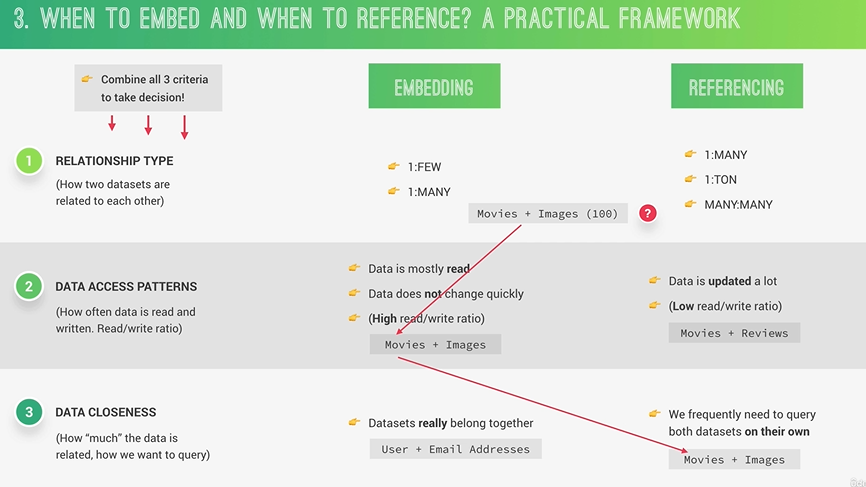 3. WHEN TO EMBED AND WHEN TO REFERENCE? A PRACTICAL FRAMEWORK
Combine all 3 criteria
to take decision!
EMBEDDING
REFERENCING
1
RELATIONSHIP TYPE
(How two datasets are
related to each other)
1:FEW
1:MANY
1:MANY
1:TON
MANY:MANY
Movies + Images (100)
?
2
DATA ACCESS PATTERNS
(How often data is read and
written. Read/write ratio)
Data is mostly read
Data does not change quickly
(High read/write ratio)
Movies + Images
Data is updated a lot
(Low read/write ratio)
Movies + Reviews
3
DATA CLOSENESS
(How “much” the data is
related, how we want to query)
Datasets really belong together
User + Email Addresses
We frequently need to query
both datasets on their own
Movies + Images